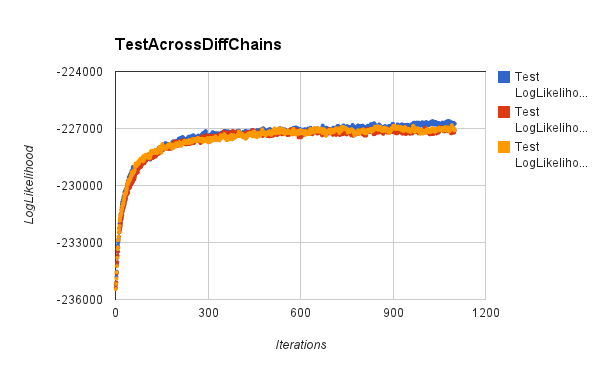 TestAcrossDiffChains
-224000
-227000
-230000
-233000
-236000
LogLikelihood
0
300
600
900
1200
Iterations
Test
LogLikeliho...
Test
LogLikeliho...
Test
LogLikeliho...